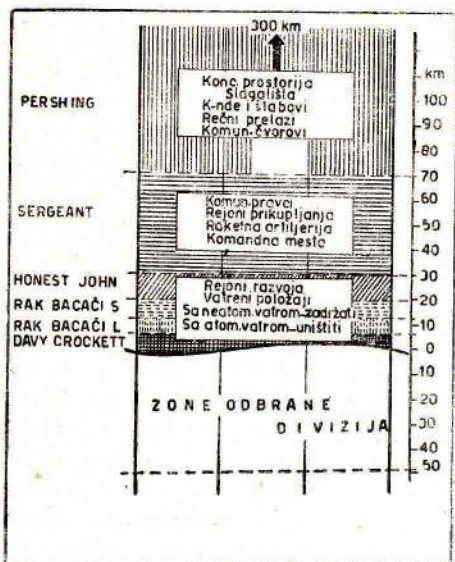 300 km
km
PERSHING
Konc. prostorija
Slagališta
K-nde i štabovi
Rečni prelazi
Komun. čvorovi
100
90
80
70
SERGEANT
Komun. pravci
Rejoni prikupljanja
Raketna artiljerija
Komandna mesta
60
50
40
30
HONEST JOHN
RAK BACAČI S
RAK BACAČI L
DAVY CROCKETT
Rejoni razvoja
Vatreni položaji
Sa neatom. vatrom zadržati
Sa atom. vatrom uništiti
20
10
0
ZONE ODBRANE
DIVIZIJA
10
20
30
40
50